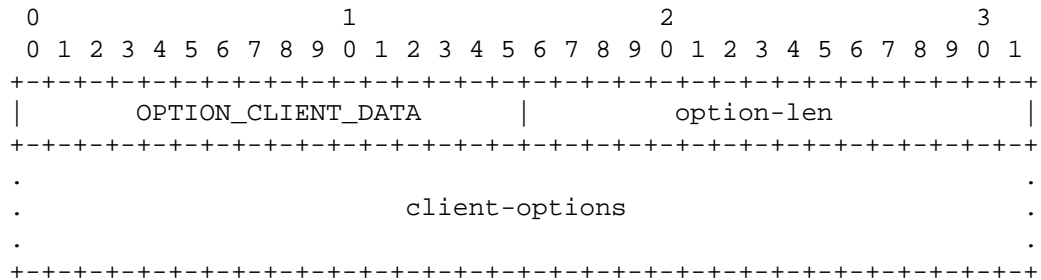 0                   1                   2                   3
 0 1 2 3 4 5 6 7 8 9 0 1 2 3 4 5 6 7 8 9 0 1 2 3 4 5 6 7 8 9 0 1
+-+-+-+-+-+-+-+-+-+-+-+-+-+-+-+-+-+-+-+-+-+-+-+-+-+-+-+-+-+-+-+-+
|       OPTION_CLIENT_DATA      |         option-len            |
+-+-+-+-+-+-+-+-+-+-+-+-+-+-+-+-+-+-+-+-+-+-+-+-+-+-+-+-+-+-+-+-+
.                                                               .
.                        client-options                         .
.                                                               .
+-+-+-+-+-+-+-+-+-+-+-+-+-+-+-+-+-+-+-+-+-+-+-+-+-+-+-+-+-+-+-+-+